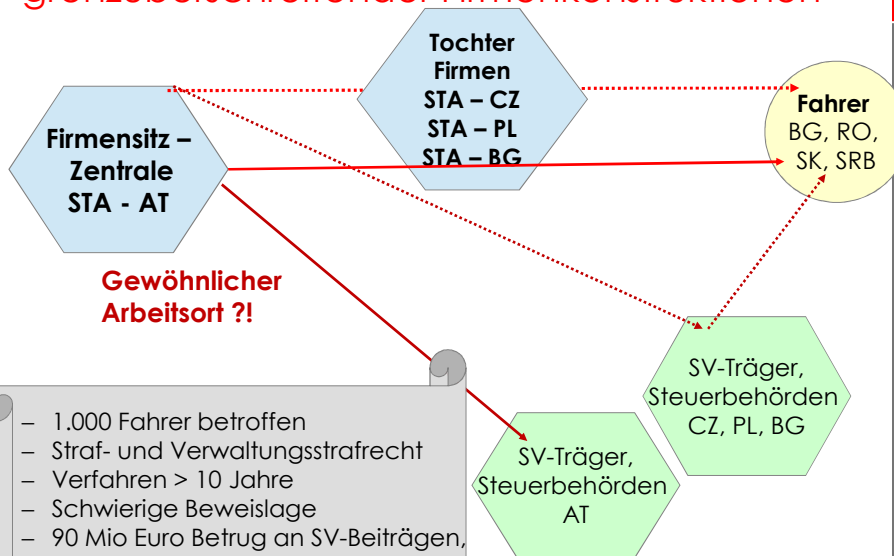 grenzüberschreitender Firmenkonstruktionen
Tochter
Firmen
STA – CZ
STA – PL
STA – BG
Firmensitz –
Zentrale
STA - AT
Fahrer
BG, RO,
SK, SRB
Gewöhnlicher
Arbeitsort ?!
SV-Träger,
Steuerbehörden
CZ, PL, BG
SV-Träger,
Steuerbehörden
AT
– 1.000 Fahrer betroffen
– Straf- und Verwaltungsstrafrecht
– Verfahren > 10 Jahre
– Schwierige Beweislage
– 90 Mio Euro Betrug an SV-Beiträgen,